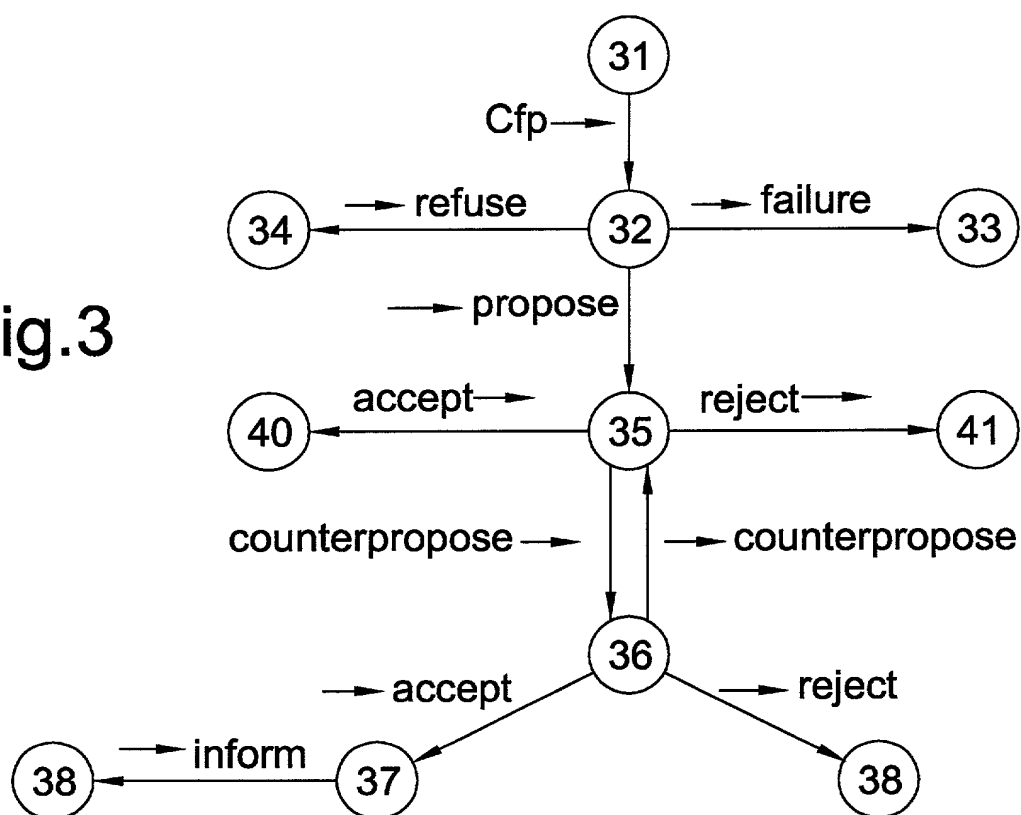 31
Cfp
refuse
failure
34
32
33
propose
ig.3
accept
reject
40
35
41
counterpropose
counterpropose
36
accept
reject
inform
38
37
38